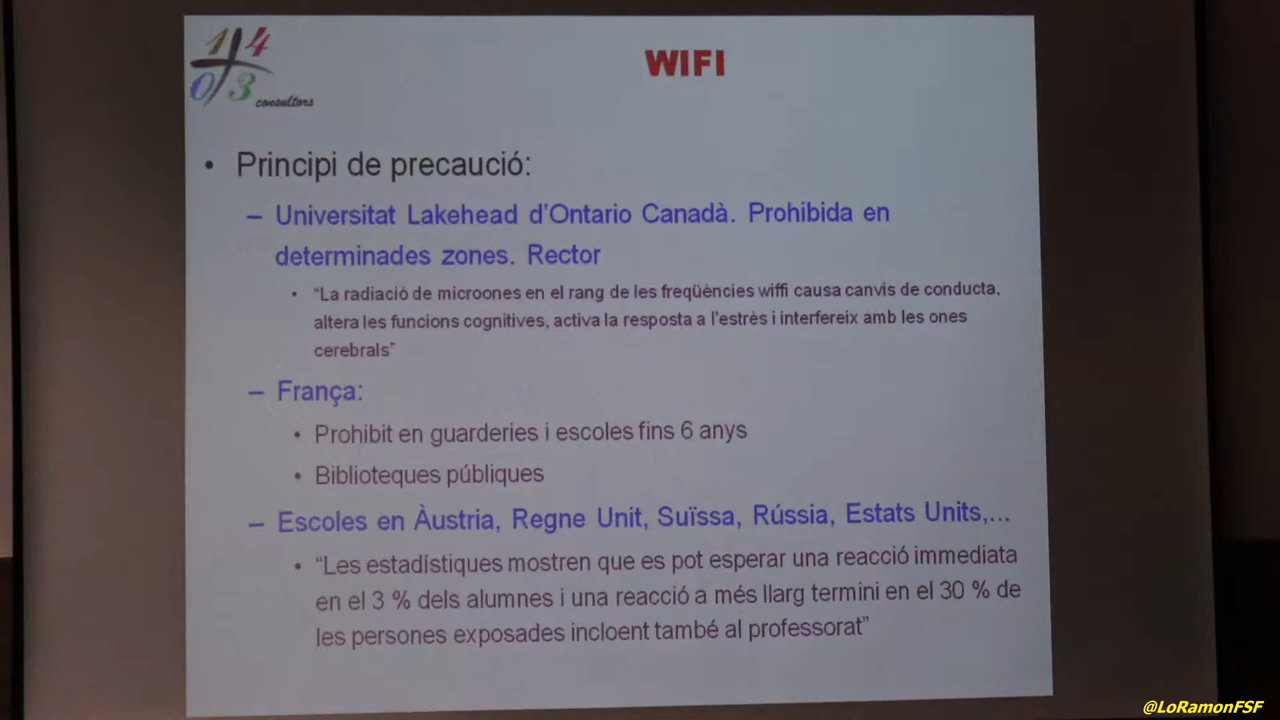 14
03
consultors
WIFI
• Principi de precaució:
– Universitat Lakehead d'Ontario Canadà. Prohibida en
determinades zones. Rector
• “La radiació de microones en el rang de les freqüències wiffi causa canvis de conducta,
altera les funcions cognitives, activa la resposta a l'estrès i interfereix amb les ones
cerebrals”
– França:
• Prohibit en guarderies i escoles fins 6 anys
• Biblioteques públiques
– Escoles en Àustria, Regne Unit, Suïssa, Rússia, Estats Units,...
• “Les estadístiques mostren que es pot esperar una reacció immediata
en el 3 % dels alumnes i una reacció a més llarg termini en el 30 % de
les persones exposades incloent també al professorat”
@LoRamonFSF